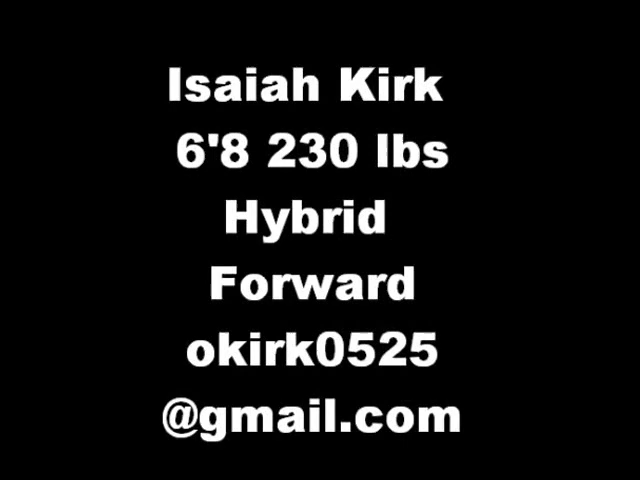 Isaiah Kirk
6'8 230 lbs
Hybrid
Forward
okirk0525
@gmail.com